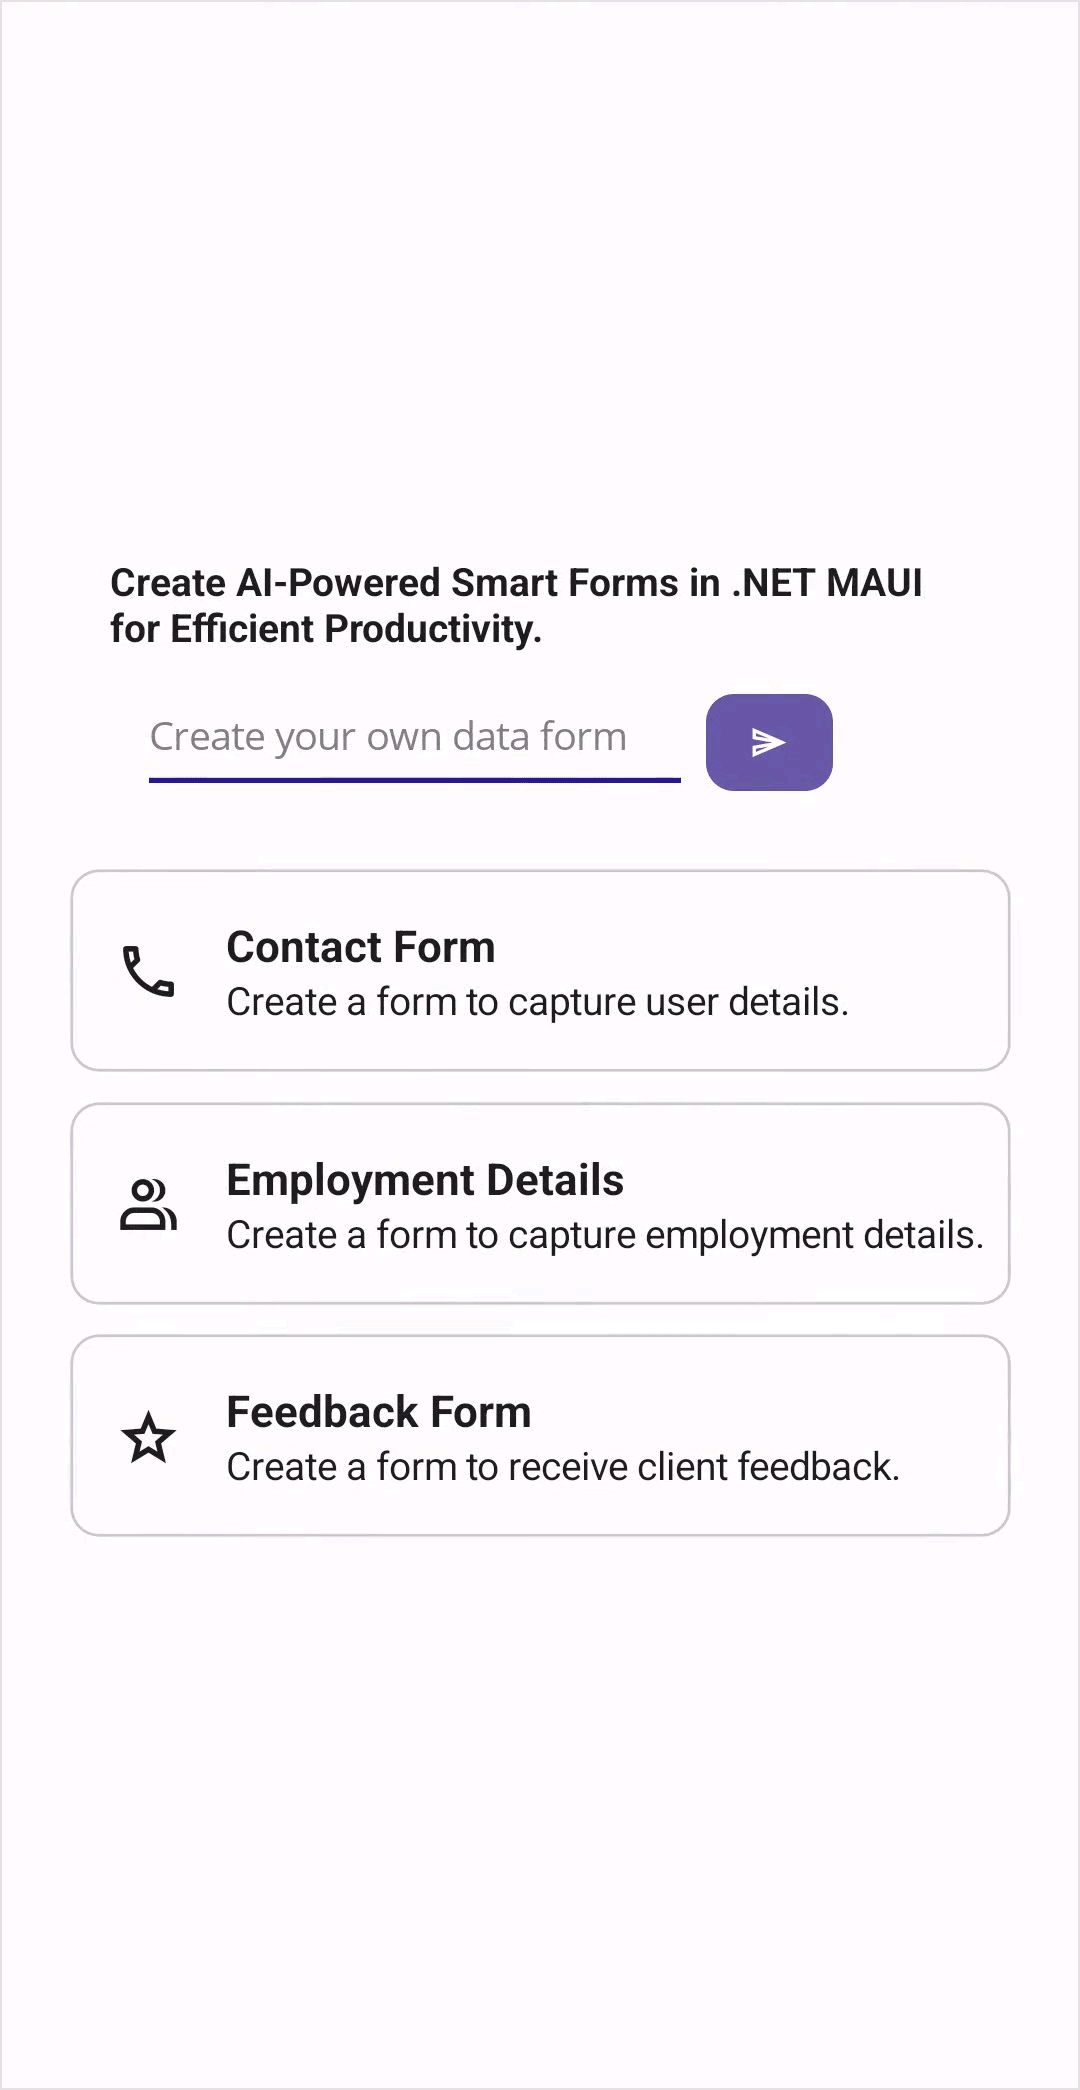 Create AI-Powered Smart Forms in .NET MAUI
for Efficient Productivity.
Create your own data form
Contact Form
Create a form to capture user details.
Employment Details
Create a form to capture employment details.
Feedback Form
Create a form to receive client feedback.